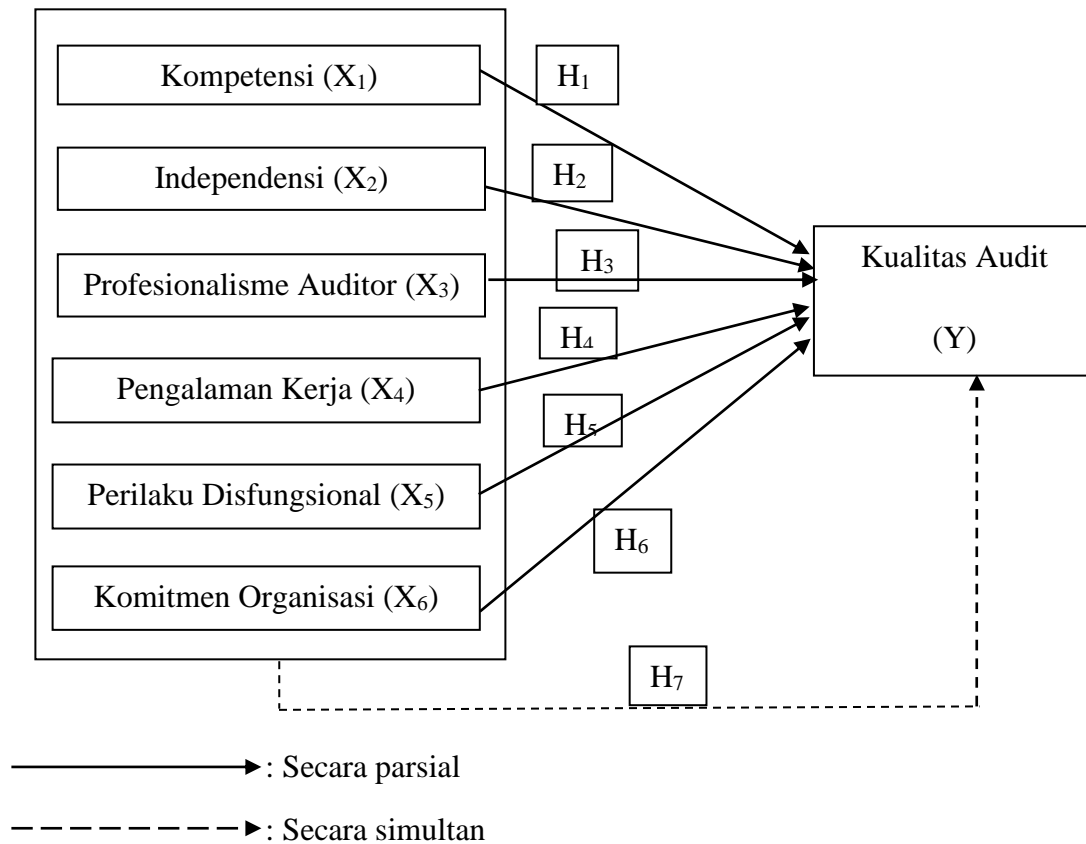 Kompetensi (X₁)
H₁
Independensi (X₂)
H₂
Profesionalisme Auditor (X₃)
H₃
Pengalaman Kerja (X₄)
H₄
Perilaku Disfungsional (X₅)
H₅
Komitmen Organisasi (X₆)
H₆
Kualitas Audit
(Y)
H₇
: Secara parsial
: Secara simultan